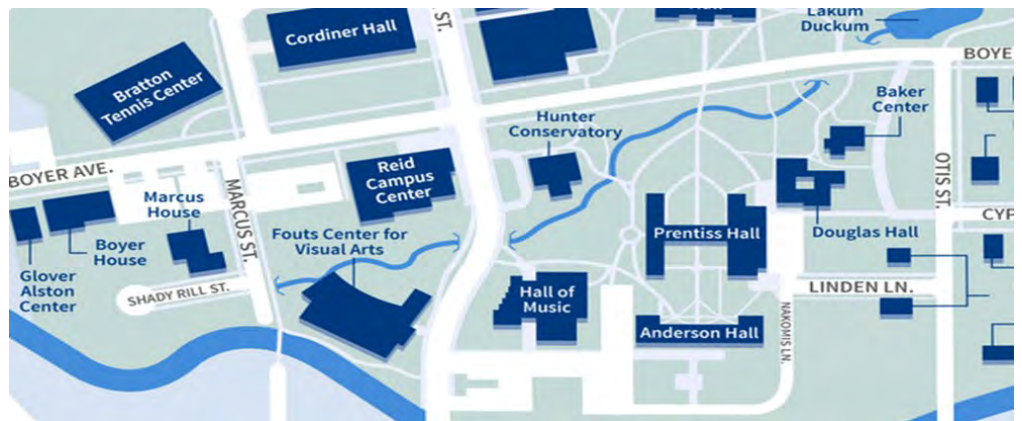 Cordiner Hall
ST.
Hall
Lakum
Duckum
Bratton
Tennis Center
BOYE
Baker
Center
Hunter
Conservatory
BOYER AVE.
Reid
Campus
Center
MARCUS ST.
Marcus
House
OTIS ST.
CYP
Boyer
House
Fouts Center for
Visual Arts
Prentiss Hall
Douglas Hall
Glover
Alston
Center
SHADY RILL ST.
Hall of
Music
LINDEN LN.
NAKOMIS LN.
Anderson Hall